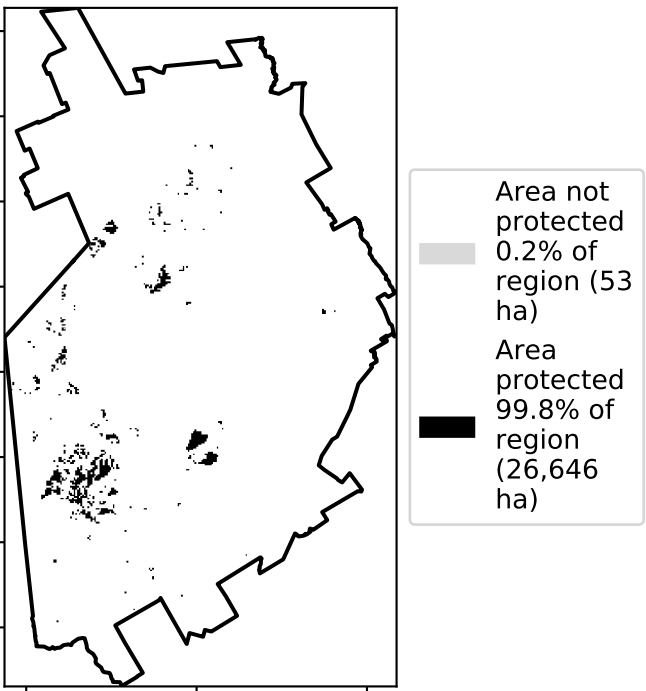 Area not
protected
0.2% of
region (53
ha)
Area
protected
99.8% of
region
(26,646
ha)